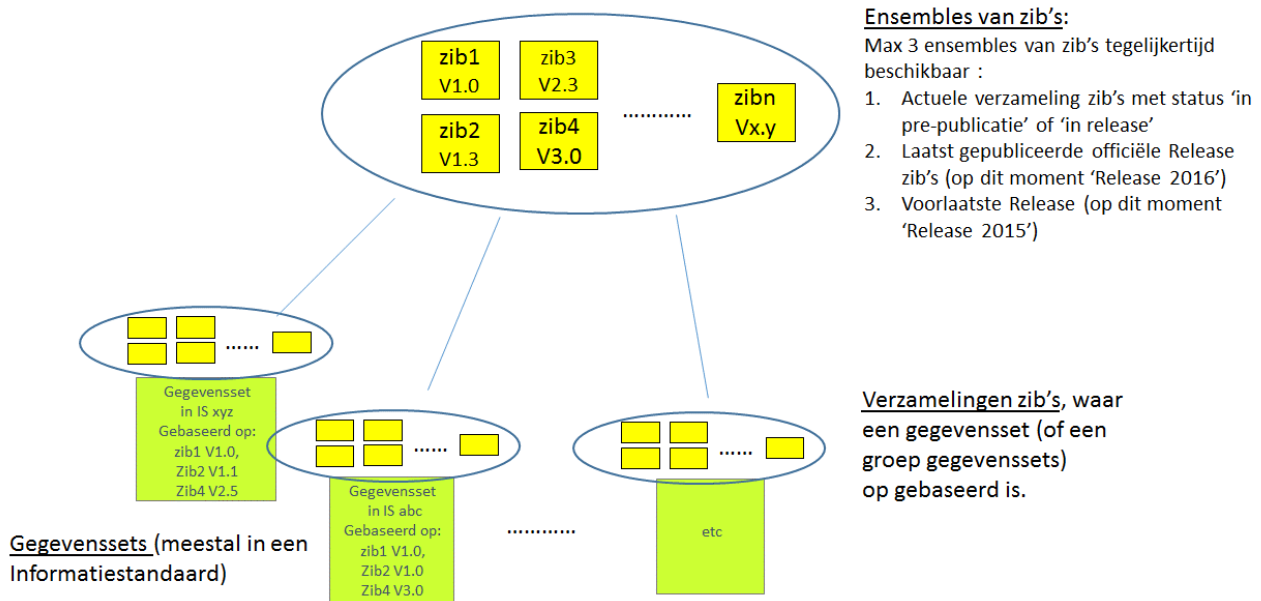 Ensembles van zib's:
Max 3 ensembles van zib's tegelijkertijd
beschikbaar :
1. Actuele verzameling zib's met status 'in
pre-publicatie' of 'in release'
2. Laatst gepubliceerde officiële Release
zib's (op dit moment 'Release 2016')
3. Voorlaatste Release (op dit moment
'Release 2015')
zib1
V1.0
zib3
V2.3
zib2
V1.3
zib4
V3.0
............
zibn
Vx.y
......
Gegevensset
in IS xyz
Gebaseerd op:
zib1 V1.0,
Zib2 V1.1
Zib4 V2.5
......
Gegevensset
in IS abc
Gebaseerd op:
zib1 V1.0,
Zib2 V1.0
Zib4 V3.0
............
......
etc
Verzamelingen zib's, waar
een gegevensset (of een
groep gegevenssets)
op gebaseerd is.
Gegevenssets (meestal in een
Informatiestandaard)